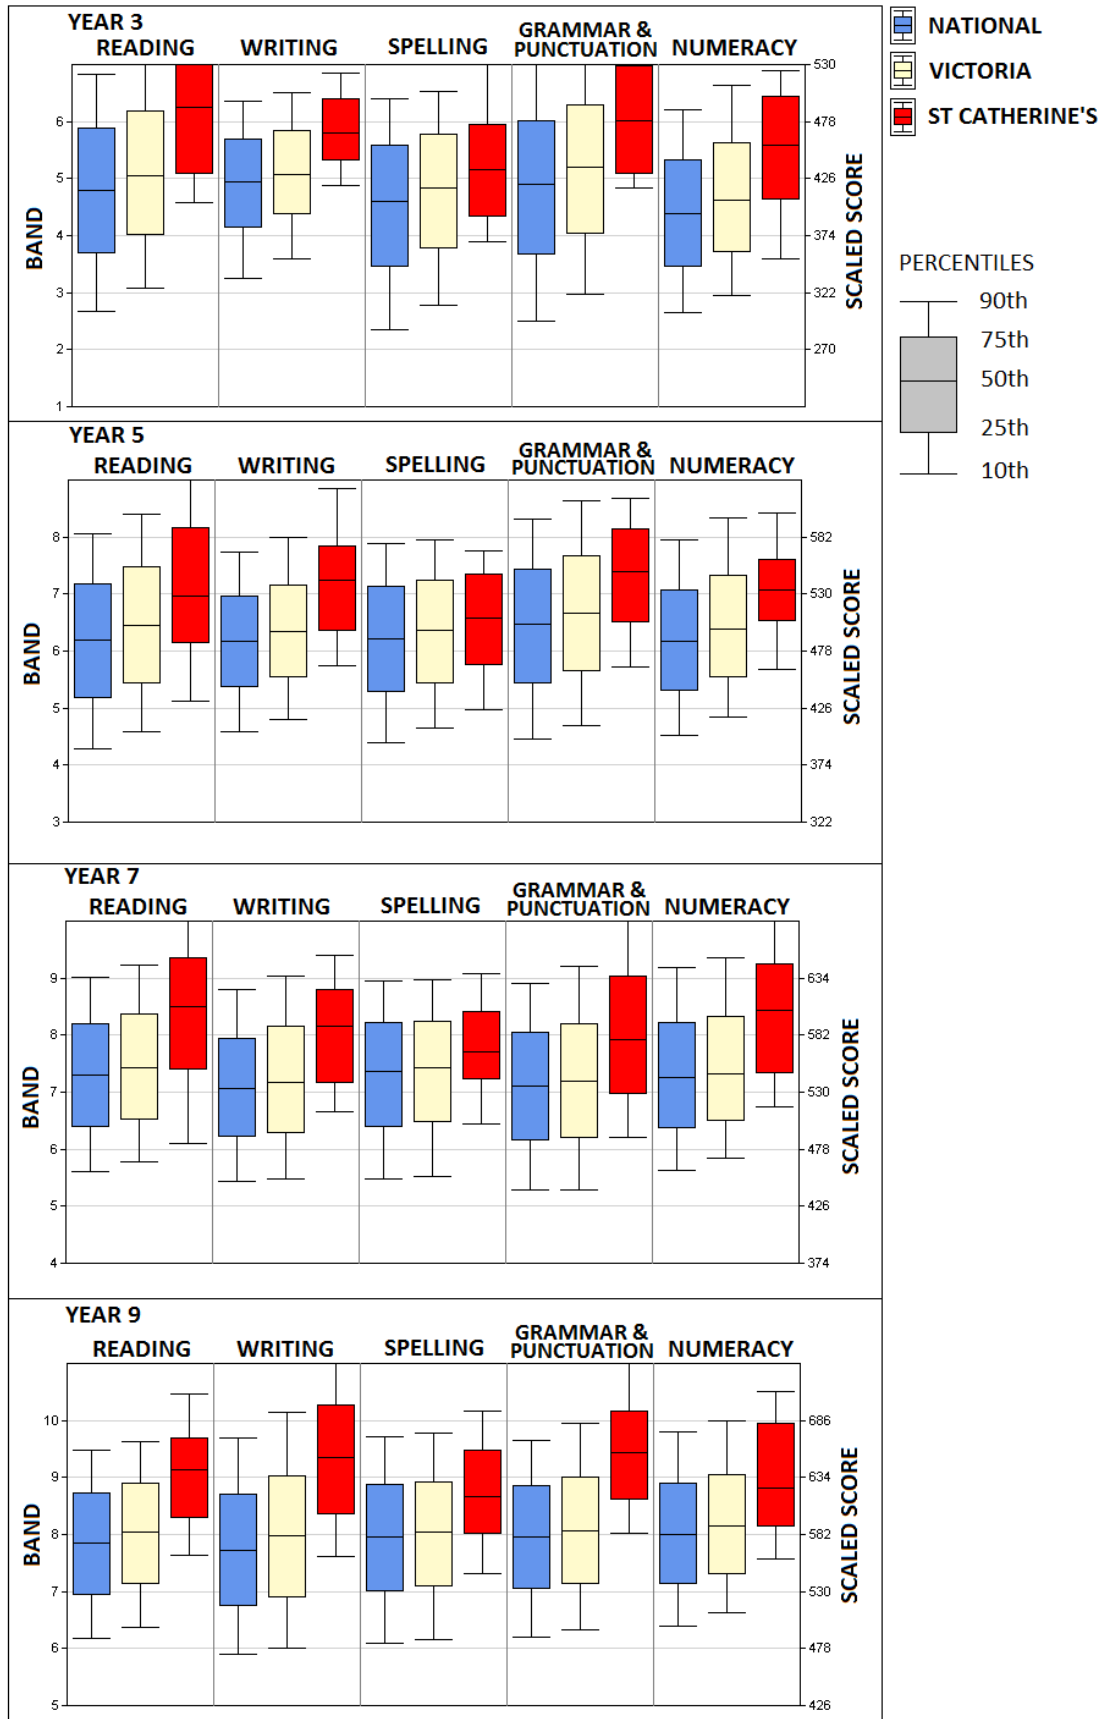 YEAR 3
READING WRITING SPELLING GRAMMAR & PUNCTUATION NUMERACY
BAND
6
5
4
3
2
1
530
478
426
374
322
270
SCALED SCORE
NATIONAL
VICTORIA
ST CATHERINE'S
PERCENTILES
90th
75th
50th
25th
10th
YEAR 5
READING WRITING SPELLING GRAMMAR & PUNCTUATION NUMERACY
BAND
8
7
6
5
4
3
582
530
478
426
374
322
SCALED SCORE
YEAR 7
READING WRITING SPELLING GRAMMAR & PUNCTUATION NUMERACY
BAND
9
8
7
6
5
4
634
582
530
478
426
374
SCALED SCORE
YEAR 9
READING WRITING SPELLING GRAMMAR & PUNCTUATION NUMERACY
BAND
10
9
8
7
6
5
686
634
582
530
478
426
SCALED SCORE